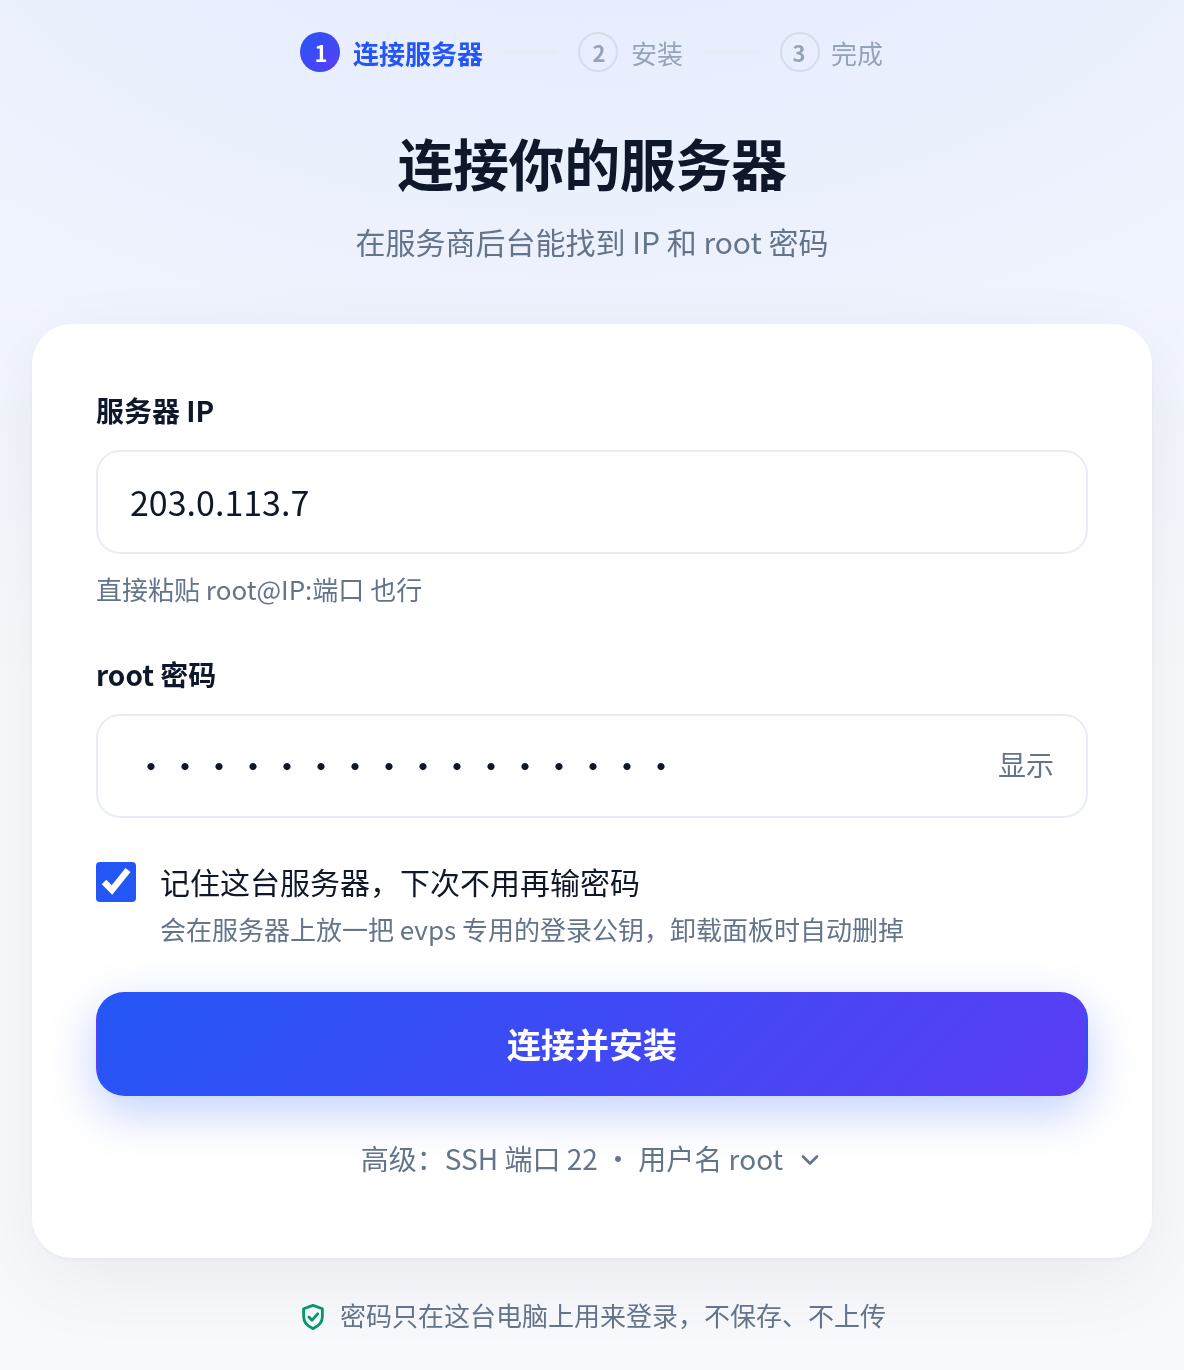 1 连接服务器 2 安装 3 完成
连接你的服务器
在服务商后台能找到 IP 和 root 密码
服务器 IP
203.0.113.7
直接粘贴 root@IP:端口 也行
root 密码
• • • • • • • • • • • • • • • • 显示
记住这台服务器，下次不用再输密码
会在服务器上放一把 evps 专用的登录公钥，卸载面板时自动删掉
连接并安装
高级：SSH 端口 22 · 用户名 root
密码只在这台电脑上用来登录，不保存、不上传